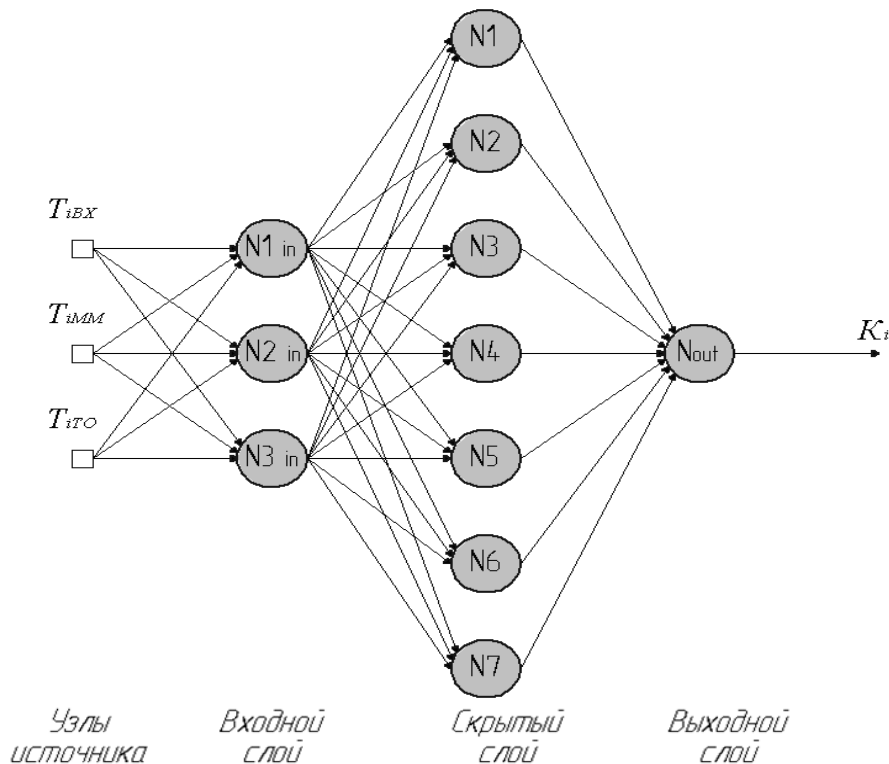 N1
N2
T iВХ
N1 in
N3
T iММ
N2 in
N4
Nout
K i
T iТО
N3 in
N5
N6
N7
Узлы источника
Входной слой
Скрытый слой
Выходной слой